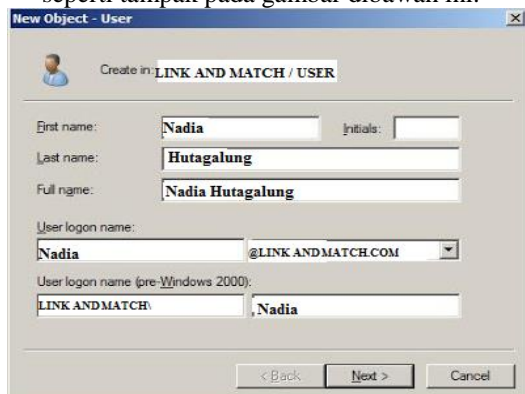 seperti tampak pada gambar dibawah ini:
New Object - User
Create in: LINK AND MATCH / USER
First name: Nadia Initials:
Last name: Hutagalung
Full name: Nadia Hutagalung
User logon name:
Nadia @LINK ANDMATCH.COM
User logon name (pre-Windows 2000):
LINK ANDMATCH\ , Nadia
< Back Next > Cancel